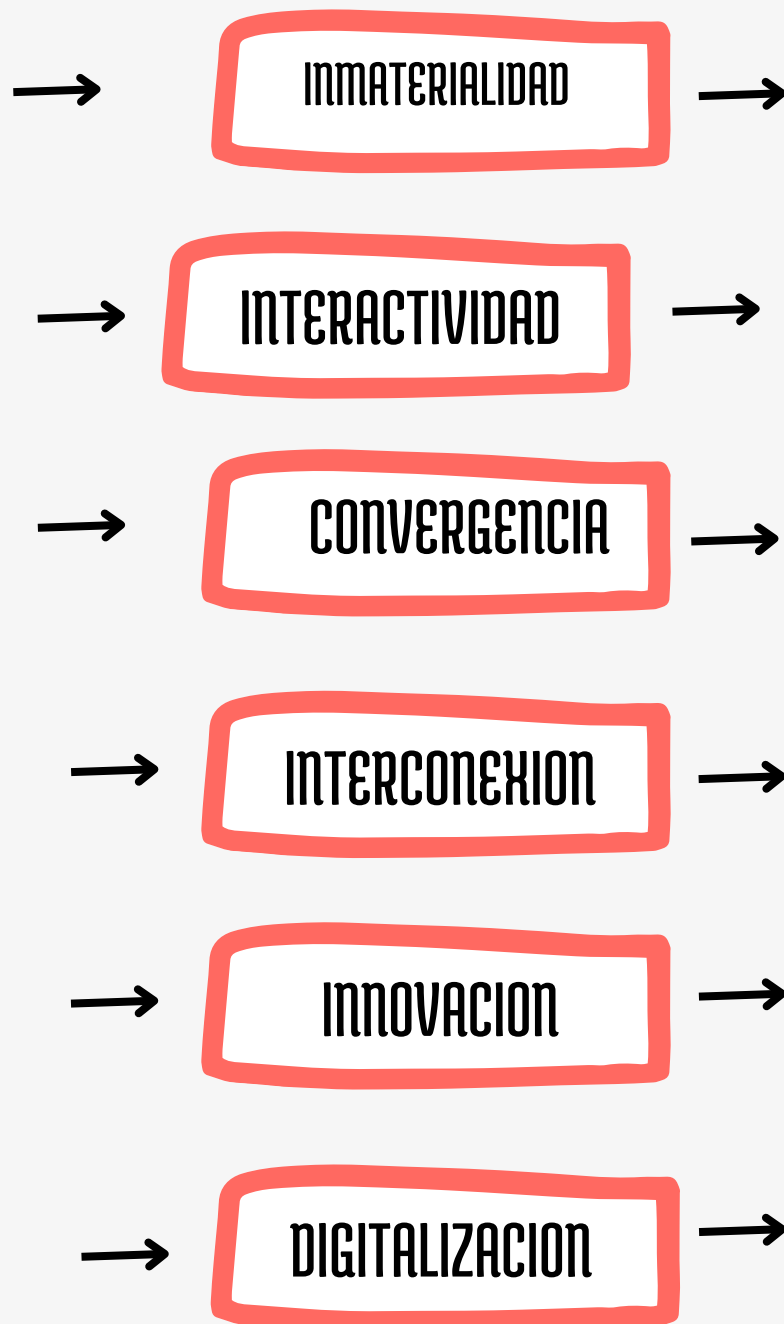 INMATERIALIDAD
INTERACTIVIDAD
CONVERGENCIA
INTERCONEXION
INNOVACION
DIGITALIZACION